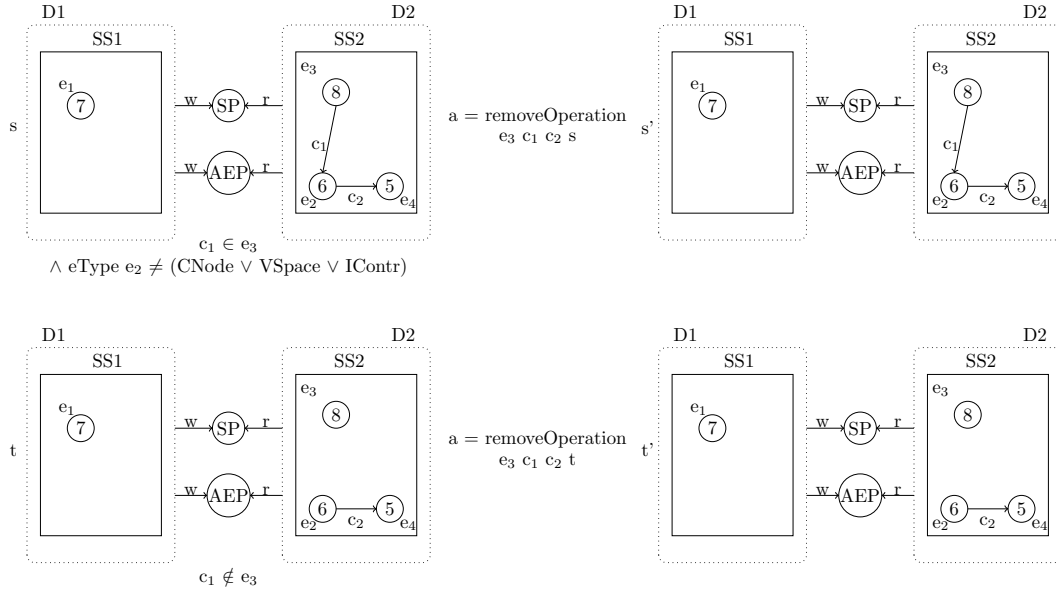 D1
D2
D1
D2
SS1
SS2
SS1
SS2
e₁
7
w
SP
r
e₃
8
c₁
s
a = removeOperation
e₃ c₁ c₂ s
s'
e₁
7
w
SP
r
e₃
8
c₁
w
AEP
r
6
e₂
c₂
5
e₄
w
AEP
r
6
e₂
c₂
5
e₄
c₁ ∈ e₃
∧ eType e₂ ≠ (CNode ∨ VSpace ∨ IContr)
D1
D2
D1
D2
SS1
SS2
SS1
SS2
e₁
7
w
SP
r
e₃
8
t
a = removeOperation
e₃ c₁ c₂ t
t'
e₁
7
w
SP
r
e₃
8
w
AEP
r
6
e₂
c₂
5
e₄
w
AEP
r
6
e₂
c₂
5
e₄
c₁ ∉ e₃